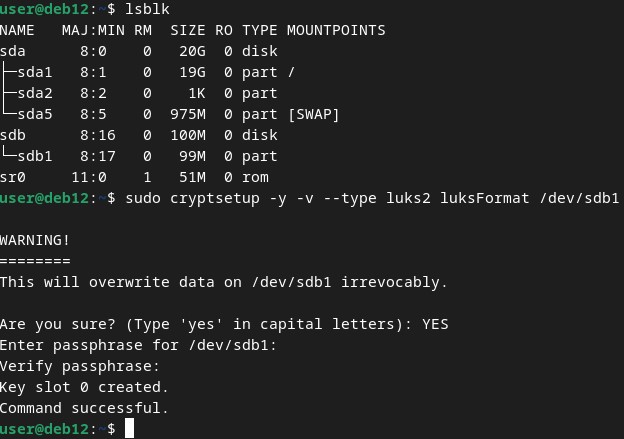 user@deb12:~$ lsblk
NAME   MAJ:MIN RM  SIZE RO TYPE MOUNTPOINTS
sda      8:0    0   20G  0 disk
├─sda1   8:1    0   19G  0 part /
├─sda2   8:2    0    1K  0 part
└─sda5   8:5    0  975M  0 part [SWAP]
sdb      8:16   0  100M  0 disk
└─sdb1   8:17   0   99M  0 part
sr0     11:0    1   51M  0 rom
user@deb12:~$ sudo cryptsetup -y -v --type luks2 luksFormat /dev/sdb1

WARNING!
========
This will overwrite data on /dev/sdb1 irrevocably.

Are you sure? (Type 'yes' in capital letters): YES
Enter passphrase for /dev/sdb1:
Verify passphrase:
Key slot 0 created.
Command successful.
user@deb12:~$